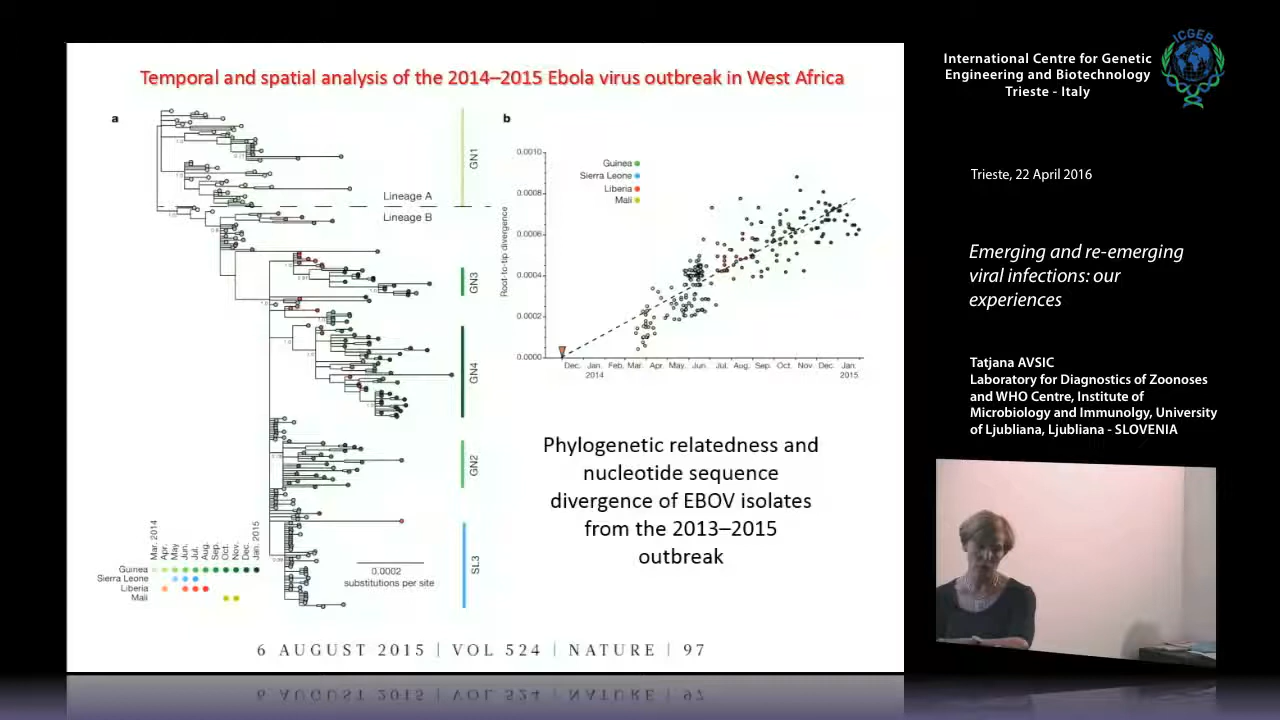 Temporal and spatial analysis of the 2014–2015 Ebola virus outbreak in West Africa
a
GN1
Lineage A
Lineage B
GN3
GN4
GN2
SL3
Mar. 2014
Apr.
May
Jun.
Jul.
Aug.
Sep.
Oct.
Nov.
Dec.
Jan. 2015
Guinea
Sierra Leone
Liberia
Mali
0.0002
substitutions per site
b
Root-to-tip divergence
0.0010
0.0008
0.0006
0.0004
0.0002
0.0000
Guinea
Sierra Leone
Liberia
Mali
Dec. Jan. Feb. Mar. Apr. May. Jun. Jul. Aug. Sep. Oct. Nov. Dec. Jan.
2014 2015
Phylogenetic relatedness and
nucleotide sequence
divergence of EBOV isolates
from the 2013–2015
outbreak
6 AUGUST 2015 | VOL 524 | NATURE | 97
International Centre for Genetic
Engineering and Biotechnology
Trieste - Italy
ICGEB
Trieste, 22 April 2016
Emerging and re-emerging
viral infections: our
experiences
Tatjana AVSIC
Laboratory for Diagnostics of Zoonoses
and WHO Centre, Institute of
Microbiology and Immunolgy, University
of Ljubliana, Ljubliana - SLOVENIA